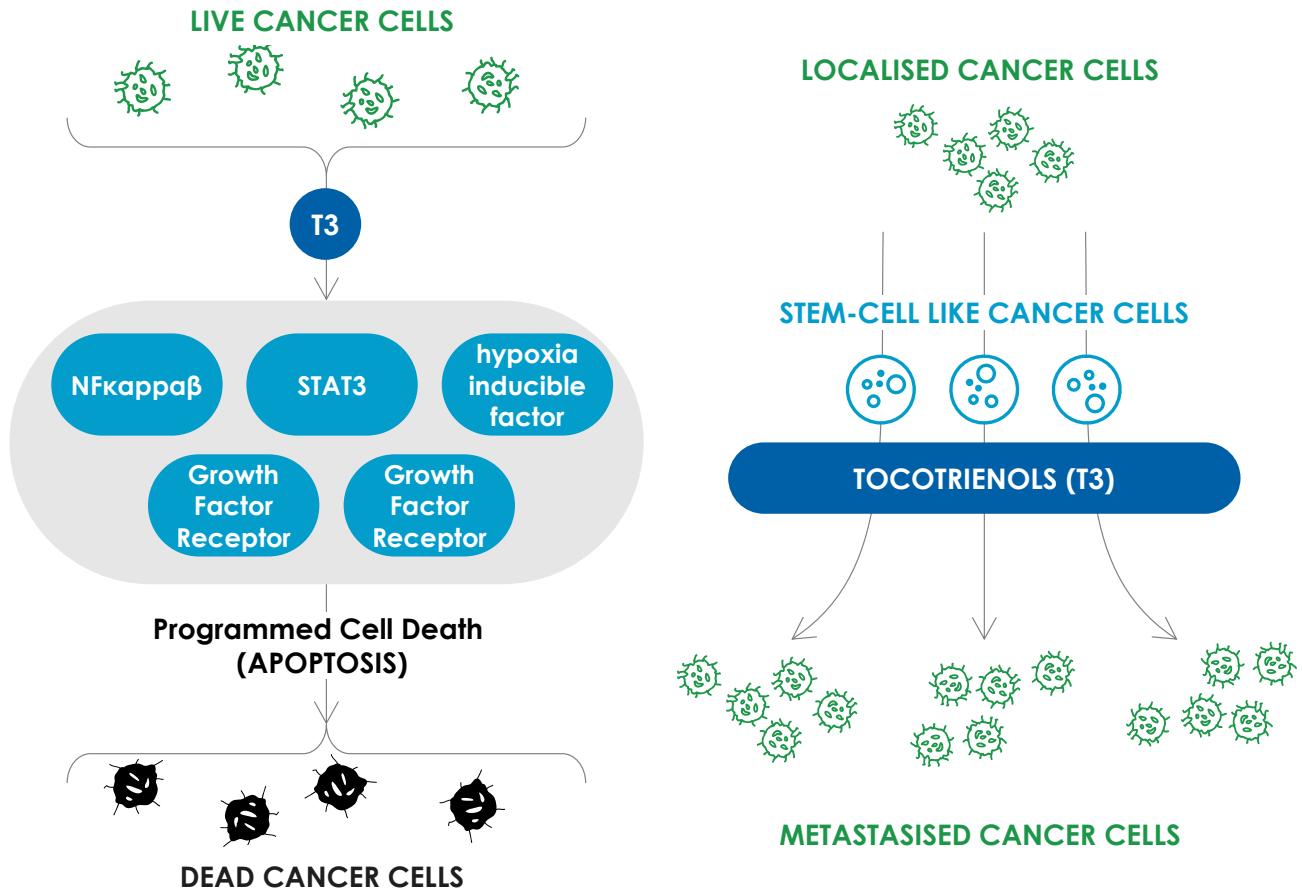 LIVE CANCER CELLS
T3
NFκappaβ
STAT3
hypoxia
inducible
factor
Growth
Factor
Receptor
Growth
Factor
Receptor
Programmed Cell Death
(APOPTOSIS)
DEAD CANCER CELLS
LOCALISED CANCER CELLS
STEM-CELL LIKE CANCER CELLS
TOCOTRIENOLS (T3)
METASTASISED CANCER CELLS